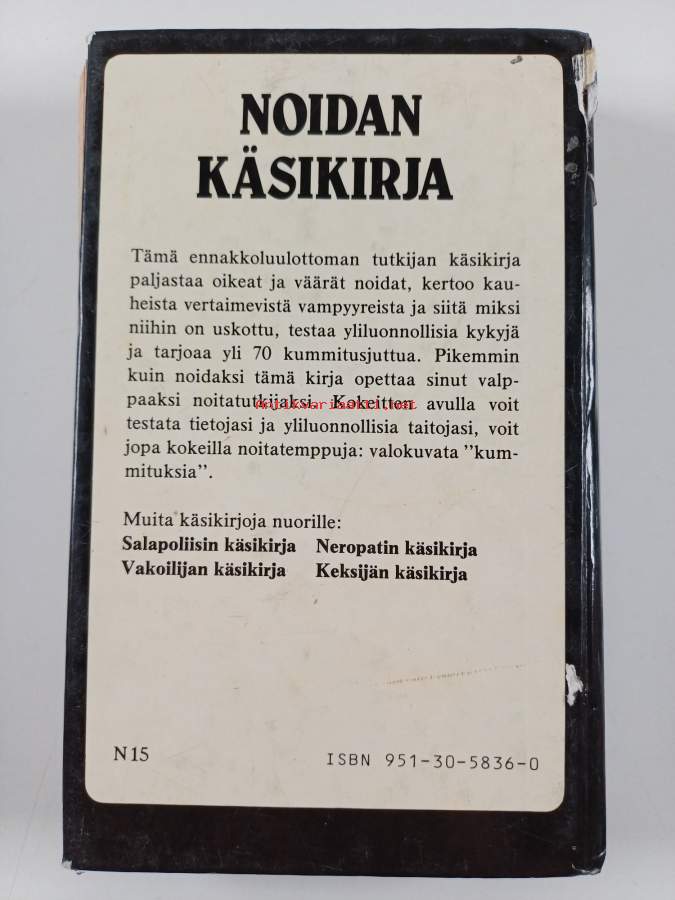 NOIDAN
KÄSIKIRJA
Tämä ennakkoluulottoman tutkijan käsikirja
paljastaa oikeat ja väärät noidat, kertoo kau-
heista vertaimevistä vampyyreista ja siitä miksi
niihin on uskottu, testaa yliluonnollisia kykyjä
ja tarjoaa yli 70 kummitusjuttua. Pikemmin
kuin noidaksi tämä kirja opettaa sinut valp-
paaksi noitatutkijaksi. Kokeitten avulla voit
Antikvariaatti.net
testata tietojasi ja yliluonnollisia taitojasi, voit
jopa kokeilla noitatemppuja: valokuvata "kum-
mituksia".
Muita käsikirjoja nuorille:
Salapoliisin käsikirja Neropatin käsikirja
Vakoilijan käsikirja Keksijän käsikirja
N15 ISBN 951-30-5836-0